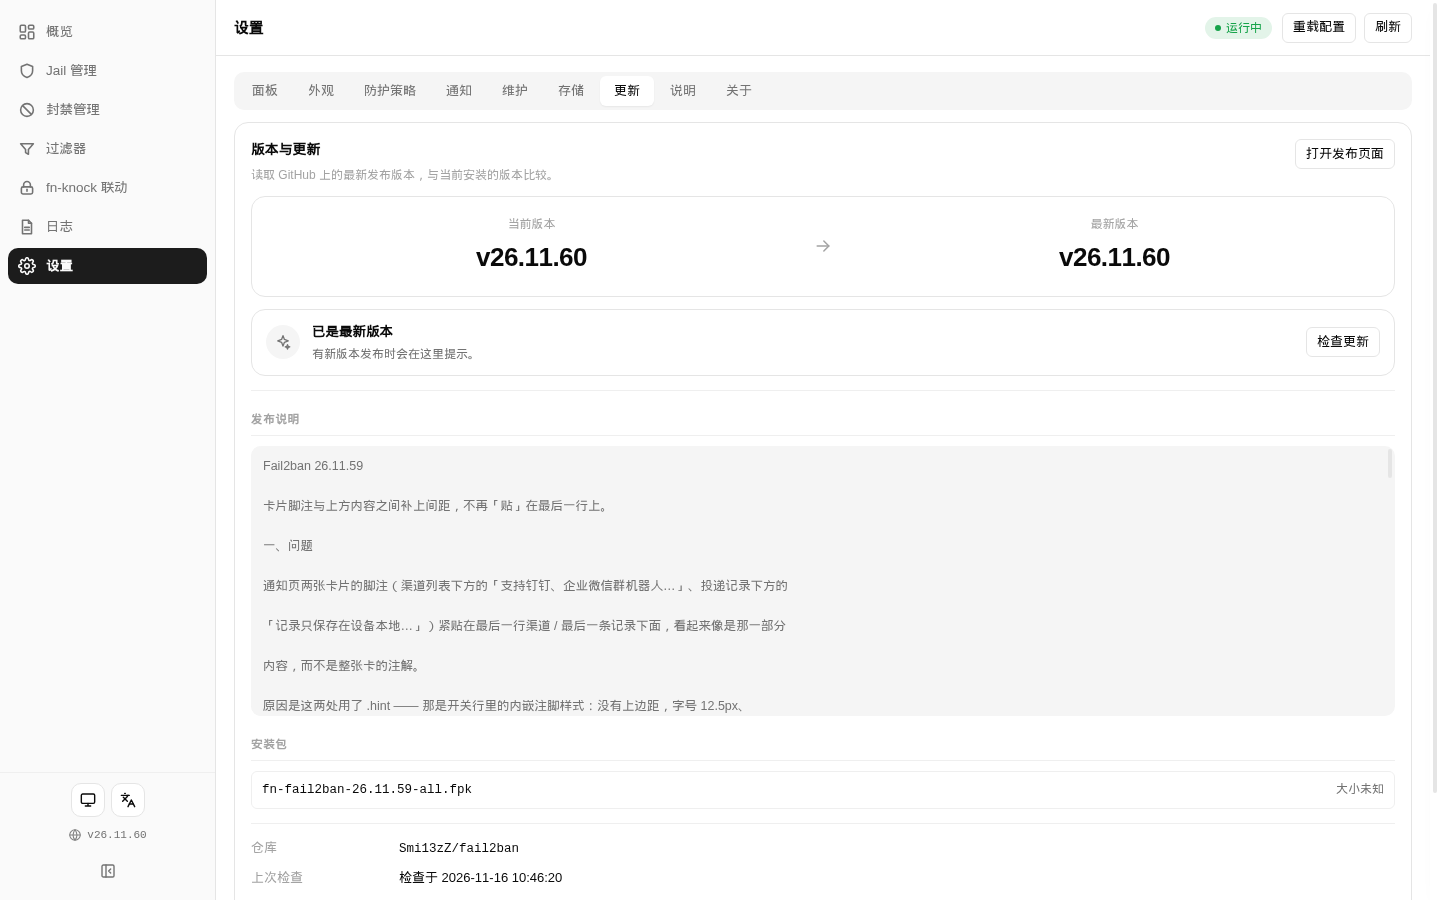 概览
Jail 管理
封禁管理
过滤器
fn-knock 联动
日志
设置
v26.11.60
设置
运行中
重载配置
刷新
面板
外观
防护策略
通知
维护
存储
更新
说明
关于
版本与更新
读取 GitHub 上的最新发布版本，与当前安装的版本比较。
打开发布页面
当前版本
v26.11.60
最新版本
v26.11.60
已是最新版本
有新版本发布时会在这里提示。
检查更新
发布说明
Fail2ban 26.11.59
卡片脚注与上方内容之间补上间距，不再「贴」在最后一行上。
一、问题
通知页两张卡片的脚注（渠道列表下方的「支持钉钉、企业微信群机器人…」、投递记录下方的
「记录只保存在设备本地…」）紧贴在最后一行渠道 / 最后一条记录下面，看起来像是那一部分
内容，而不是整张卡的注解。
原因是这两处用了 .hint —— 那是开关行里的内嵌注脚样式：没有上边距，字号 12.5px、
安装包
fn-fail2ban-26.11.59-all.fpk
大小未知
仓库
Smi13zZ/fail2ban
上次检查
检查于 2026-11-16 10:46:20